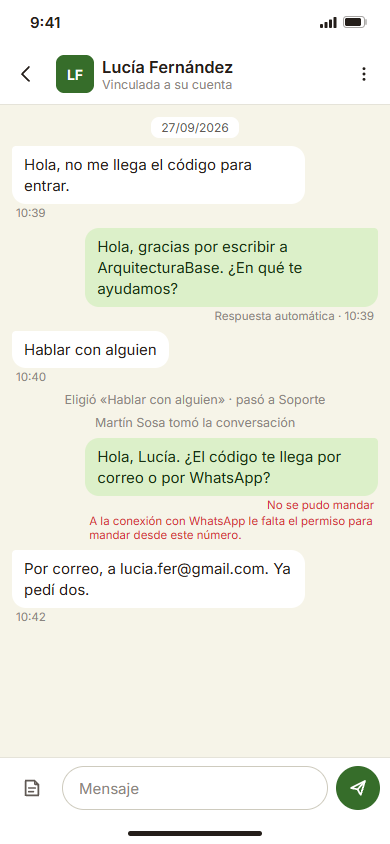 9:41
LF
Lucía Fernández
Vinculada a su cuenta
27/09/2026
Hola, no me llega el código para
entrar.
10:39
Hola, gracias por escribir a
ArquitecturaBase. ¿En qué te
ayudamos?
Respuesta automática · 10:39
Hablar con alguien
10:40
Eligió «Hablar con alguien» · pasó a Soporte
Martín Sosa tomó la conversación
Hola, Lucía. ¿El código te llega por
correo o por WhatsApp?
No se pudo mandar
A la conexión con WhatsApp le falta el permiso para
mandar desde este número.
Por correo, a lucia.fer@gmail.com. Ya
pedí dos.
10:42
Mensaje